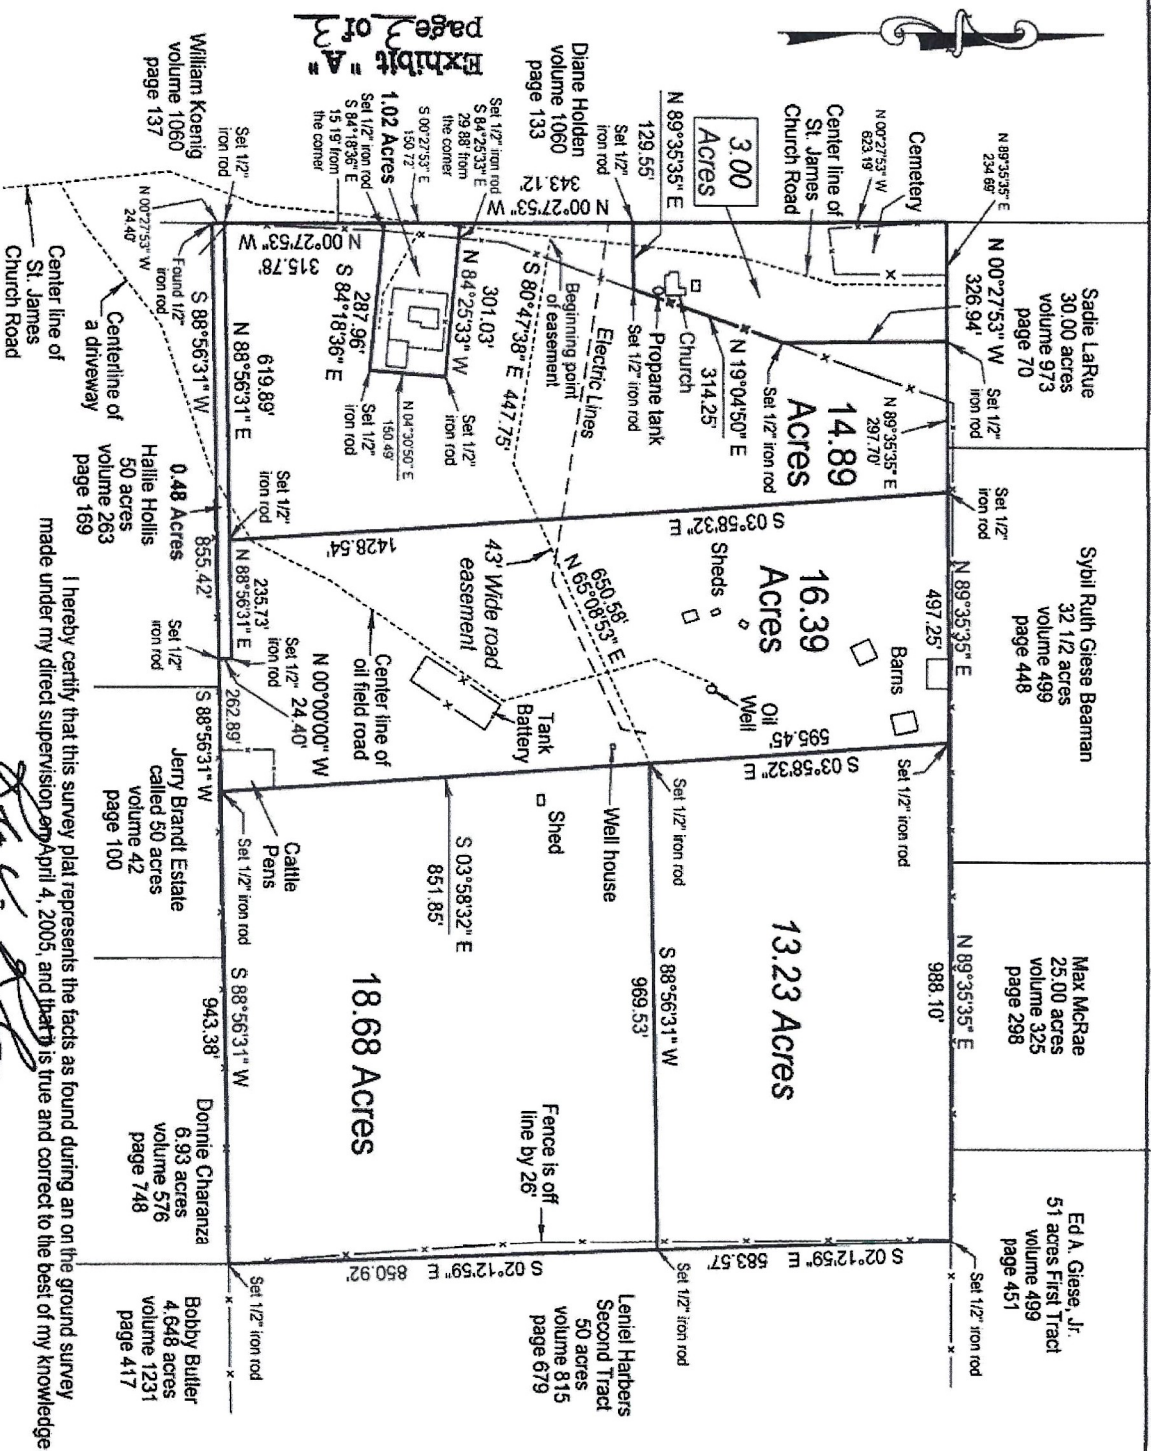 Exhibit "A"
page 3 of 3
Sadie LaRue
30.00 acres
volume 973
page 70
Sybil Ruth Giese Beaman
32 1/2 acres
volume 499
page 448
Max McRae
25.00 acres
volume 325
page 298
Ed A. Giese, Jr.
51 acres First Tract
volume 499
page 451
N 89°35'35" E
234.69'
N 00°27'53" W
326.94'
Set 1/2"
iron rod
Set 1/2"
iron rod
N 89°35'35" E
497.25'
N 89°35'35" E
988.10'
Set 1/2" iron rod
Cemetery
N 00°27'53" W
623.19'
Center line of
St. James
Church Road
3.00
Acres
N 89°35'35" E
129.55'
N 89°35'35" E
297.70'
14.89
Acres
Set 1/2" iron rod
N 19°04'50" E
314.25'
Church
Propane tank
Set 1/2" iron rod
Set 1/2"
iron rod
Diane Holden
volume 1060
page 133
N 00°27'53" W
343.12'
Electric Lines
Beginning point
of easement
S 80°47'38" E 447.75'
S 03°58'32" E
1428.54'
16.39
Acres
Sheds
Barns
Set 1/2" iron rod
Oil
Well
S 03°58'32" E
595.45'
650.58'
N 65°08'53" E
43' Wide road
easement
Set 1/2" iron rod
Well house
Shed
Tank
Battery
Center line of
oil field road
13.23 Acres
S 88°56'31" W
969.53'
S 02°12'59" E 583.57'
Set 1/2" iron rod
Leniel Harbers
Second Tract
50 acres
volume 815
page 679
Fence is off
line by 26'
S 02°12'59" E 850.92'
18.68 Acres
S 03°58'32" E
851.85'
Set 1/2" iron rod
S 84°25'33" E
29.88' from
the corner
S 00°27'53" E
150.72'
1.02 Acres
Set 1/2" iron rod
S 84°18'36" E
15.19' from
the corner
301.03'
N 84°25'33" W
287.96'
S 84°18'36" E
Set 1/2"
iron rod
N 04°30'50" E
150.49'
Set 1/2"
iron rod
N 00°27'53" W
315.78'
William Koenig
volume 1060
page 137
Set 1/2"
iron rod
N 00°27'53" W
24.40'
Found 1/2"
iron rod
619.89'
N 88°56'31" E
S 88°56'31" W
855.42'
Set 1/2"
iron rod
235.73'
N 88°56'31" E
N 00°00'00" W
24.40'
Set 1/2"
iron rod
Set 1/2"
iron rod
262.89'
S 88°56'31" W
Cattle
Pens
Set 1/2" iron rod
S 88°56'31" W
943.38'
Set 1/2" iron rod
Center line of
St. James
Church Road
Centerline of
a driveway
0.48 Acres
Hallie Hollis
50 acres
volume 263
page 169
Jerry Brandt Estate
called 50 acres
volume 42
page 100
Donnie Charanza
6.93 acres
volume 576
page 748
Bobby Butler
4.648 acres
volume 1231
page 417
I hereby certify that this survey plat represents the facts as found during an on the ground survey
made under my direct supervision on April 4, 2005, and that it is true and correct to the best of my knowledge